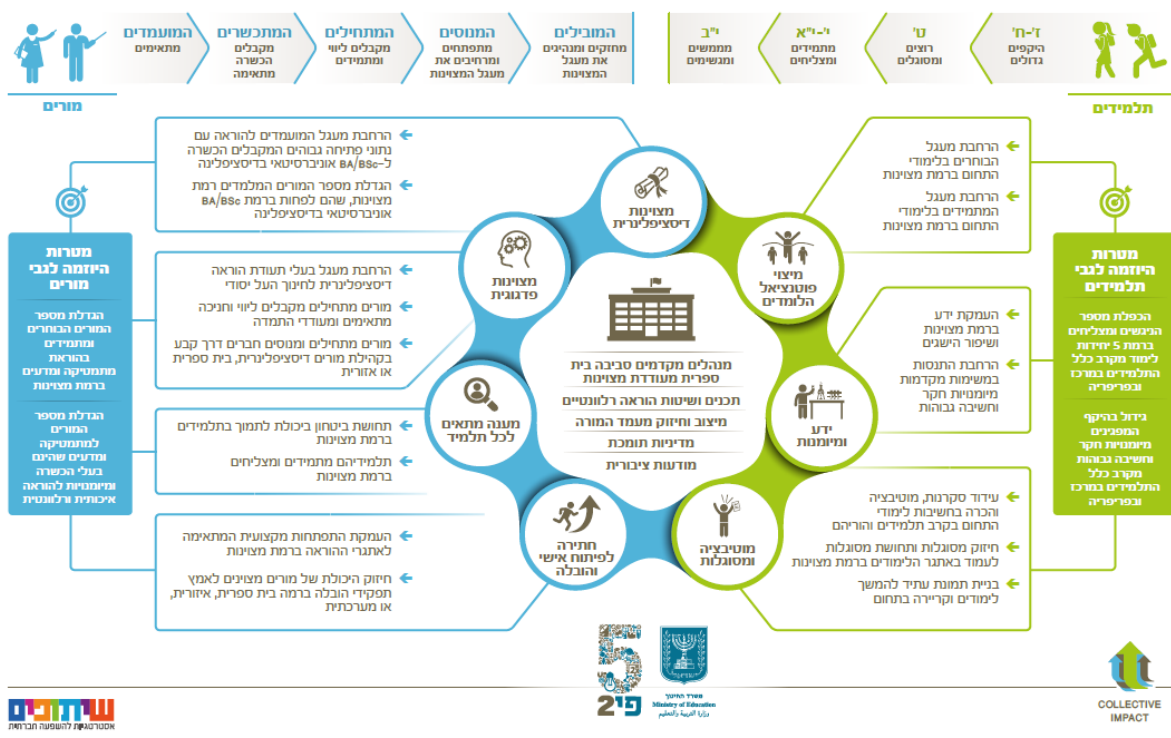 ז'-ח'
היקפים
גדולים
ט'
רוצים
ומסוגלים
י'-י"א
מתמידים
ומצליחים
י"ב
מממשים
ומגשימים
המובילים
מחזקים ומנהיגים
את מעגל
המצוינות
המנוסים
מתפתחים
ומרחיבים את
מעגל המצוינות
המתחילים
מקבלים ליווי
ומתמידים
המתכשרים
מקבלים
הכשרה
מתאימה
המועמדים
מתאימים
תלמידים
מורים
הרחבת מעגל
הבוחרים בלימודי
התחום ברמת מצוינות
הרחבת מעגל
המתמידים בלימודי
התחום ברמת מצוינות
מטרות
היוזמה לגבי
תלמידים
הכפלת מספר
הניגשים ומצליחים
ברמת 5 יחידות
לימוד מקרב כלל
התלמידים במרכז
ובפריפריה
גידול בהיקף
המפגינים
מיומנויות חקר
וחשיבה גבוהות
מקרב כלל
התלמידים במרכז
ובפריפריה
העמקת ידע
ברמת מצוינות
ושיפור הישגים
הרחבת התנסות
במשימות מקדמות
מיומנויות חקר
וחשיבה גבוהות
עידוד סקרנות, מוטיבציה
והכרה בחשיבות לימודי
התחום בקרב תלמידים והוריהם
חיזוק מסוגלות ותחושת מסוגלות
לעמוד באתגר הלימודים ברמת מצוינות
בניית תמונת עתיד להמשך
לימודים וקריירה בתחום
מצוינות
דיסציפלינרית
מיצוי
פוטנציאל
הלומדים
ידע
ומיומנות
מוטיבציה
ומסוגלות
חתירה
לפיתוח אישי
והובלה
מענה מתאים
לכל תלמיד
מצוינות
פדגוגית
מנהלים מקדמים סביבה בית
ספרית מעודדת מצוינות
תכנים ושיטות הוראה רלוונטיים
מיצוב וחיזוק מעמד המורה
מדיניות תומכת
מודעות ציבורית
הרחבת מעגל המועמדים להוראה עם
נתוני פתיחה גבוהים המקבלים הכשרה
ל-BA/BSc אוניברסיטאי בדיסציפלינה
הגדלת מספר המורים המלמדים רמת
מצוינות, שהם לפחות ברמת BA/BSc
אוניברסיטאי בדיסציפלינה
הרחבת מעגל בעלי תעודת הוראה
דיסציפלינרית לחינוך העל יסודי
מורים מתחילים מקבלים ליווי וחניכה
מתאימים ומעודדי התמדה
מורים מתחילים ומנוסים חברים דרך קבע
בקהילת מורים דיסציפלינרית, בית ספרית
או אזורית
תחושת ביטחון ביכולת לתמוך בתלמידים
ברמת מצוינות
תלמידיהם מתמידים ומצליחים
ברמת מצוינות
העמקת התפתחות מקצועית המתאימה
לאתגרי ההוראה ברמת מצוינות
חיזוק היכולת של מורים מצוינים לאמץ
תפקידי הובלה ברמה בית ספרית, איזורית,
או מערכתית
מטרות
היוזמה לגבי
מורים
הגדלת מספר
המורים הבוחרים
ומתמידים
בהוראת
מתמטיקה ומדעים
ברמת מצוינות
הגדלת מספר
המורים
למתמטיקה
ומדעים שהינם
בעלי הכשרה
ומיומנויות להוראה
איכותית ורלוונטית
COLLECTIVE
IMPACT
משרד החינוך
Ministry of Education
وزارة التربية والتعليم
5
פי2
שיתופים
אסטרטגיות להשפעה חברתית